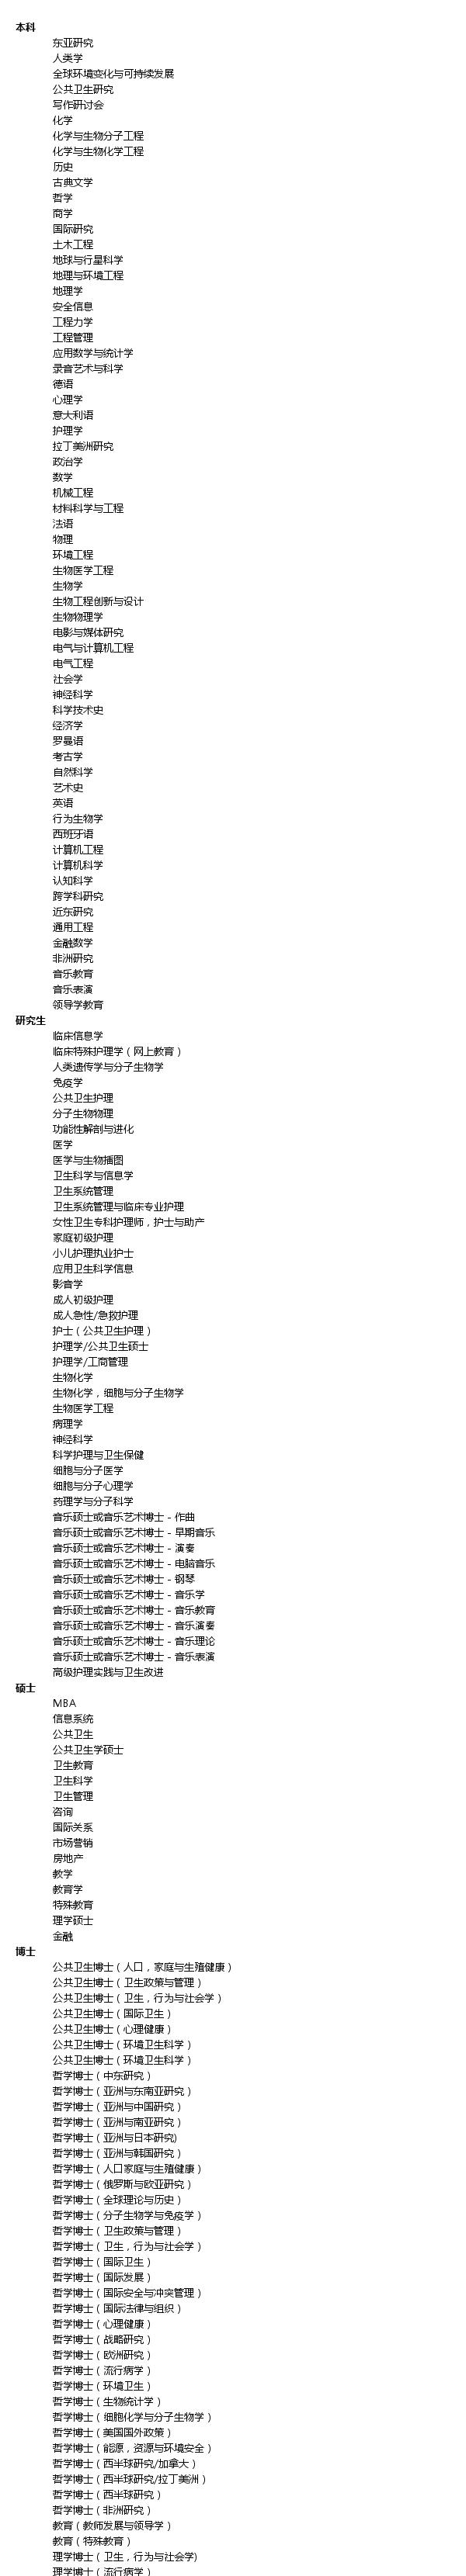 本科
东亚研究
人类学
全球环境变化与可持续发展
公共卫生研究
写作研讨会
化学
化学与生物分子工程
化学与生物化学工程
历史
古典文学
哲学
商学
国际研究
土木工程
地球与行星科学
地理与环境工程
地理学
安全信息
工程力学
工程管理
应用数学与统计学
录音艺术与科学
德语
心理学
意大利语
护理学
拉丁美洲研究
政治学
数学
机械工程
材料科学与工程
法语
物理
环境工程
生物医学工程
生物学
生物工程创新与设计
生物物理学
电影与媒体研究
电气与计算机工程
电气工程
社会学
神经科学
科学技术史
经济学
罗曼语
考古学
自然科学
艺术史
英语
行为生物学
西班牙语
计算机工程
计算机科学
认知科学
跨学科研究
近东研究
通用工程
金融数学
非洲研究
音乐教育
音乐表演
领导学教育
研究生
临床信息学
临床特殊护理学（网上教育）
人类遗传学与分子生物学
免疫学
公共卫生护理
分子生物物理
功能性解剖与进化
医学
医学与生物插图
卫生科学与信息学
卫生系统管理
卫生系统管理与临床专业护理
女性卫生专科护理师，护士与助产
家庭初级护理
小儿护理执业护士
应用卫生科学信息
影音学
成人初级护理
成人急性/急救护理
护士（公共卫生护理）
护理学/公共卫生硕士
护理学/工商管理
生物化学
生物化学，细胞与分子生物学
生物医学工程
病理学
神经科学
科学护理与卫生保健
细胞与分子医学
细胞与分子心理学
药理学与分子科学
音乐硕士或音乐艺术博士 - 作曲
音乐硕士或音乐艺术博士 - 早期音乐
音乐硕士或音乐艺术博士 - 演奏
音乐硕士或音乐艺术博士 - 电脑音乐
音乐硕士或音乐艺术博士 - 钢琴
音乐硕士或音乐艺术博士 - 音乐学
音乐硕士或音乐艺术博士 - 音乐教育
音乐硕士或音乐艺术博士 - 音乐演奏
音乐硕士或音乐艺术博士 - 音乐理论
音乐硕士或音乐艺术博士 - 音乐表演
高级护理实践与卫生改进
硕士
MBA
信息系统
公共卫生
公共卫生学硕士
卫生教育
卫生科学
卫生管理
咨询
国际关系
市场营销
房地产
教学
教育学
特殊教育
理学硕士
金融
博士
公共卫生博士（人口，家庭与生殖健康）
公共卫生博士（卫生政策与管理）
公共卫生博士（卫生，行为与社会学）
公共卫生博士（国际卫生）
公共卫生博士（心理健康）
公共卫生博士（环境卫生科学）
公共卫生博士（环境卫生科学）
哲学博士（中东研究）
哲学博士（亚洲与东南亚研究）
哲学博士（亚洲与中国研究）
哲学博士（亚洲与南亚研究）
哲学博士（亚洲与日本研究)
哲学博士（亚洲与韩国研究）
哲学博士（人口家庭与生殖健康）
哲学博士（俄罗斯与欧亚研究）
哲学博士（全球理论与历史）
哲学博士（分子生物学与免疫学）
哲学博士（卫生政策与管理）
哲学博士（卫生，行为与社会学）
哲学博士（国际卫生）
哲学博士（国际发展）
哲学博士（国际安全与冲突管理）
哲学博士（国际法律与组织）
哲学博士（心理健康）
哲学博士（战略研究）
哲学博士（欧洲研究）
哲学博士（流行病学）
哲学博士（环境卫生）
哲学博士（生物统计学）
哲学博士（细胞化学与分子生物学）
哲学博士（美国国外政策）
哲学博士（能源，资源与环境安全）
哲学博士（西半球研究/加拿大）
哲学博士（西半球研究/拉丁美洲）
哲学博士（西半球研究）
哲学博士（非洲研究）
教育（教师发展与领导学）
教育（特殊教育）
理学博士（卫生，行为与社会学)
理学博士（流行病学）